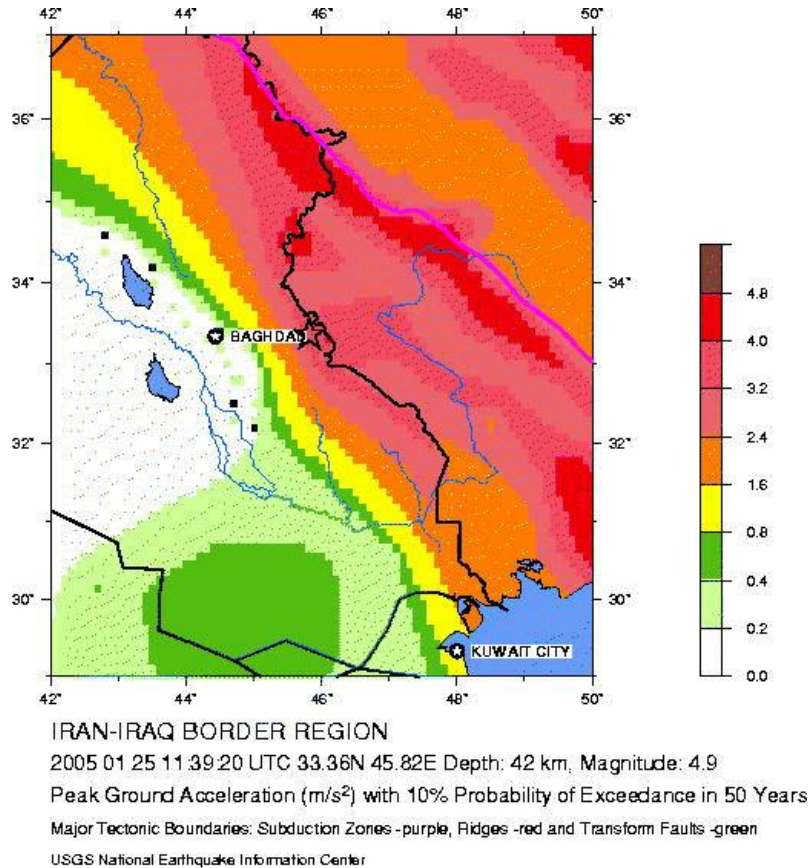 42° 44° 46° 48° 50°
36° 36°
34° 34°
BAGHDAD
32° 32°
30° 30°
KUWAIT CITY
42° 44° 46° 48° 50°
4.8
4.0
3.2
2.4
1.6
0.8
0.4
0.2
0.0
IRAN-IRAQ BORDER REGION
2005 01 25 11:39:20 UTC 33.36N 45.82E Depth: 42 km, Magnitude: 4.9
Peak Ground Acceleration (m/s²) with 10% Probability of Exceedance in 50 Years
Major Tectonic Boundaries: Subduction Zones -purple, Ridges -red and Transform Faults -green
USGS National Earthquake Information Center